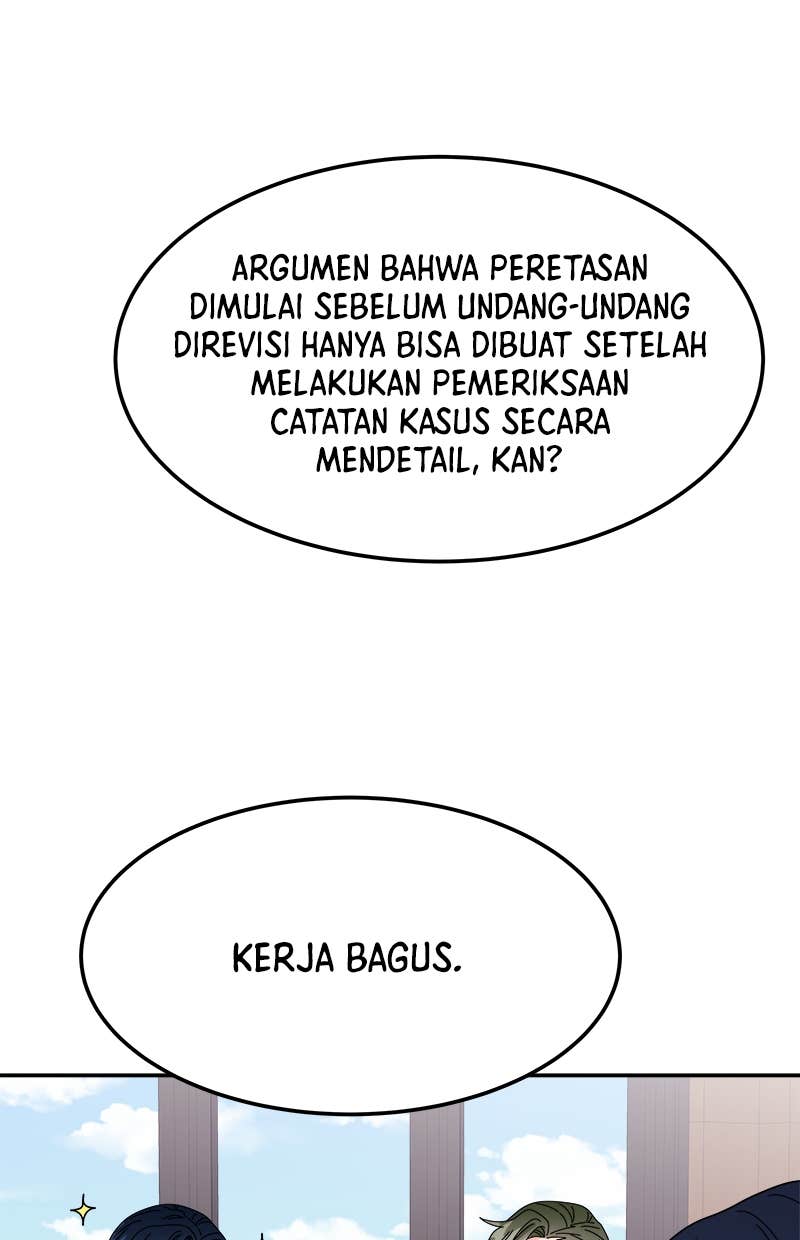 ARGUMEN BAHWA PERETASAN
DIMULAI SEBELUM UNDANG-UNDANG
DIREVISI HANYA BISA DIBUAT SETELAH
MELAKUKAN PEMERIKSAAN
CATATAN KASUS SECARA
MENDETAIL, KAN?
KERJA BAGUS.